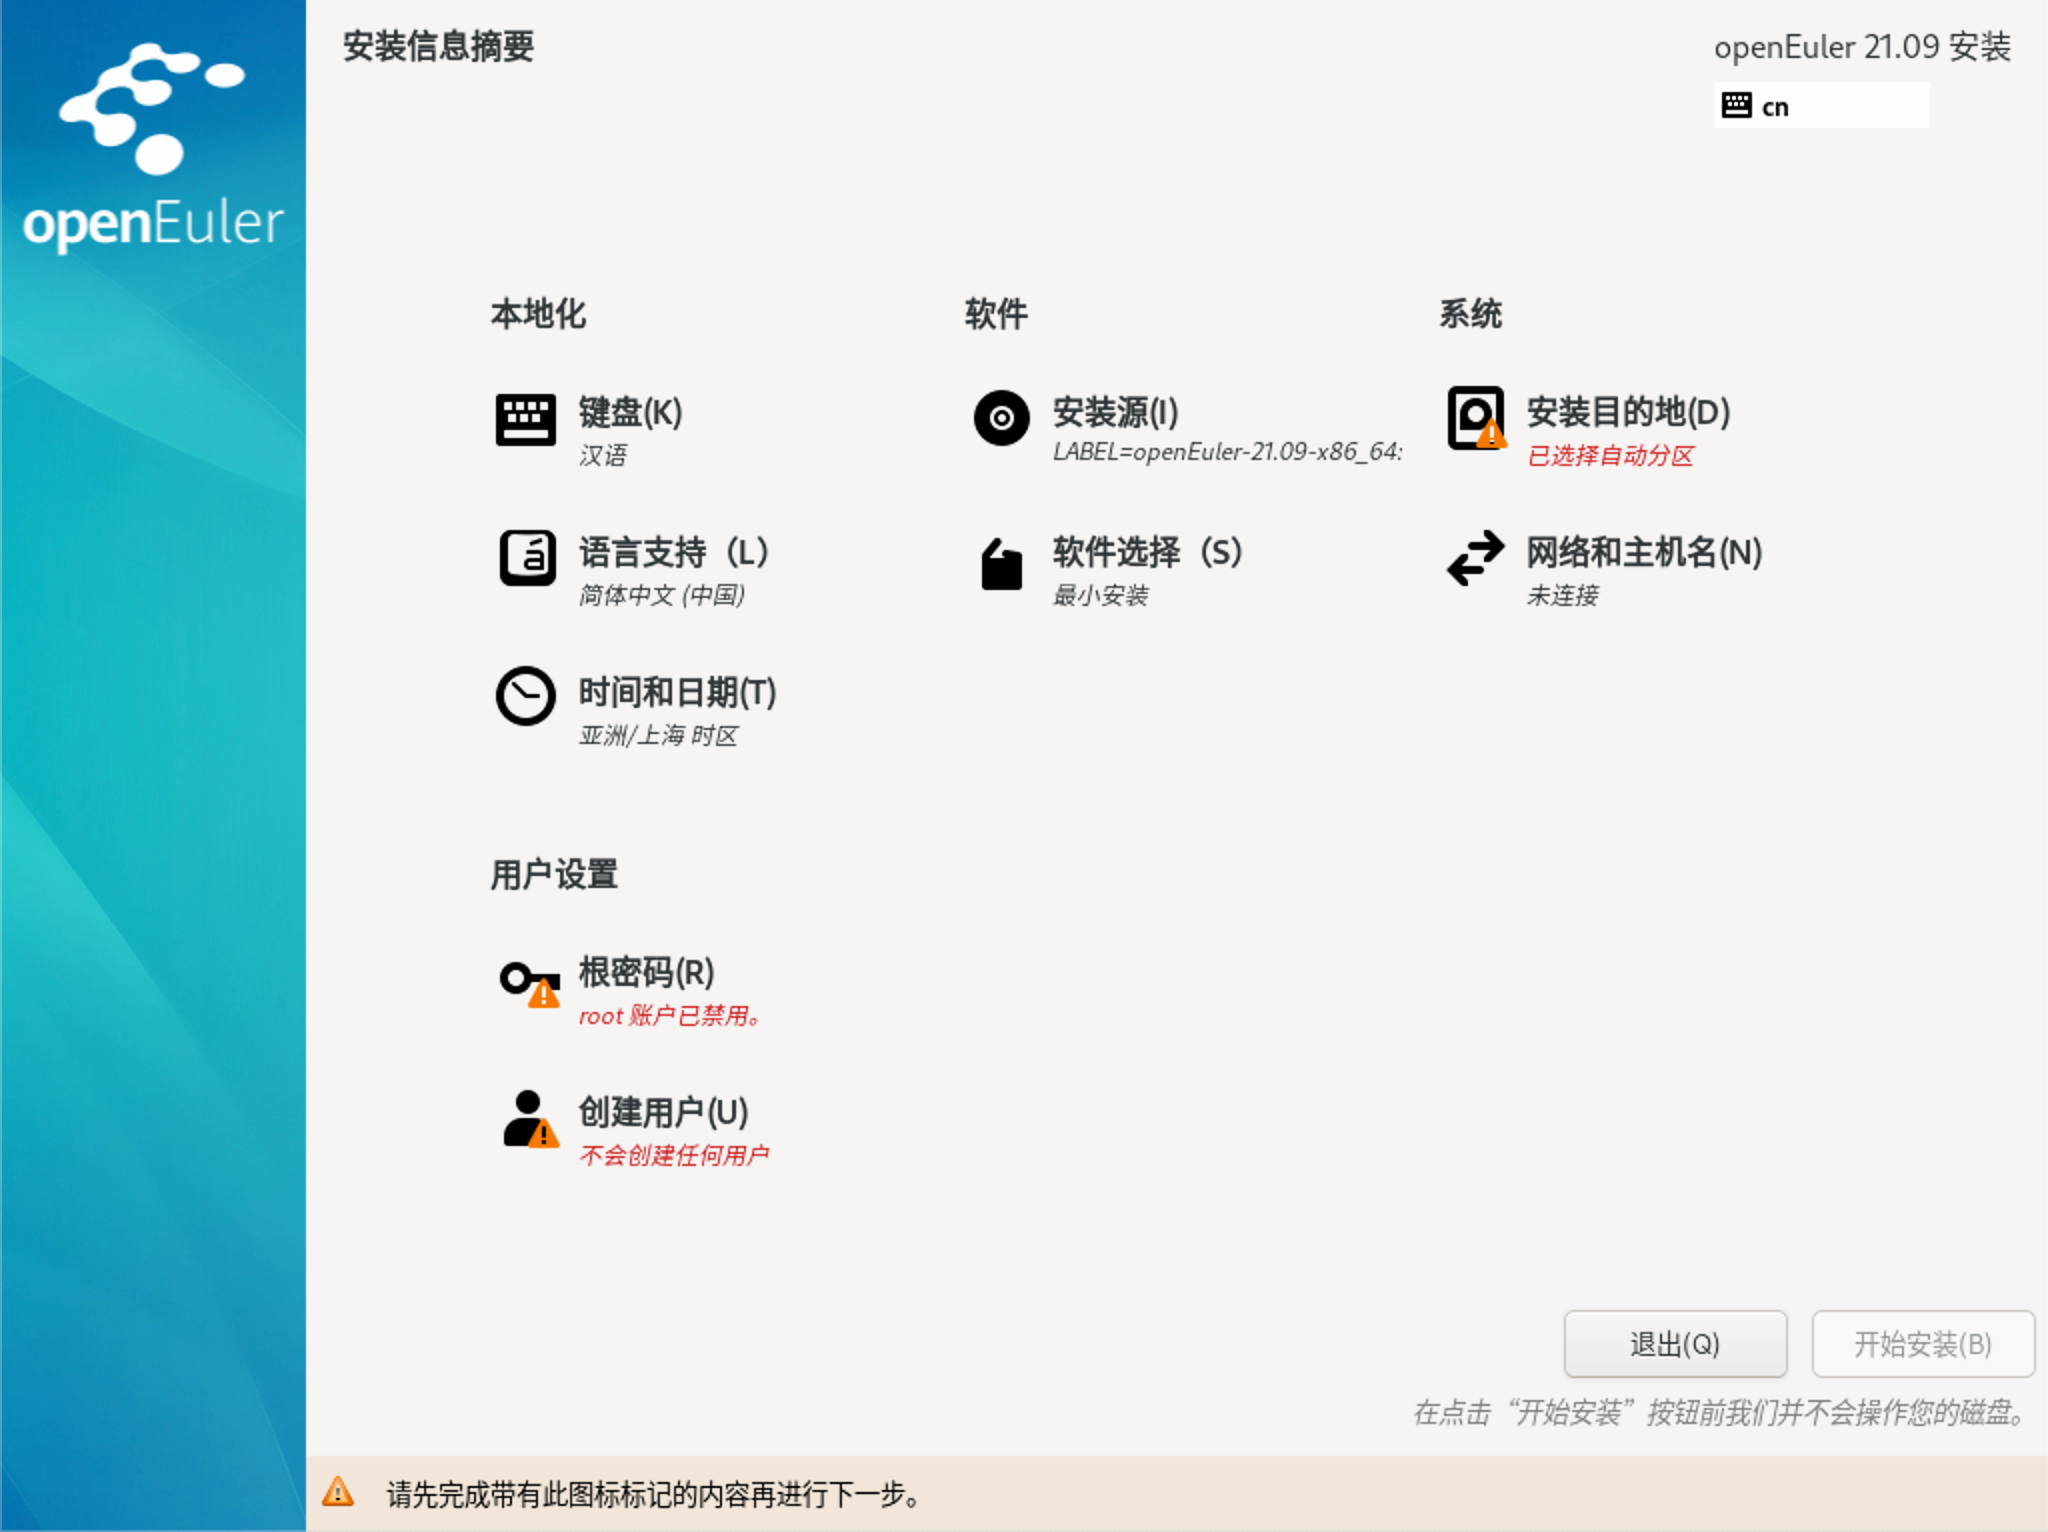 openEuler
安装信息摘要
openEuler 21.09 安装
cn
本地化
键盘(K)
汉语
语言支持（L）
简体中文 (中国)
时间和日期(T)
亚洲/上海 时区
软件
安装源(I)
LABEL=openEuler-21.09-x86_64:
软件选择（S）
最小安装
系统
安装目的地(D)
已选择自动分区
网络和主机名(N)
未连接
用户设置
根密码(R)
root 账户已禁用。
创建用户(U)
不会创建任何用户
退出(Q)
开始安装(B)
在点击“开始安装”按钮前我们并不会操作您的磁盘。
请先完成带有此图标标记的内容再进行下一步。